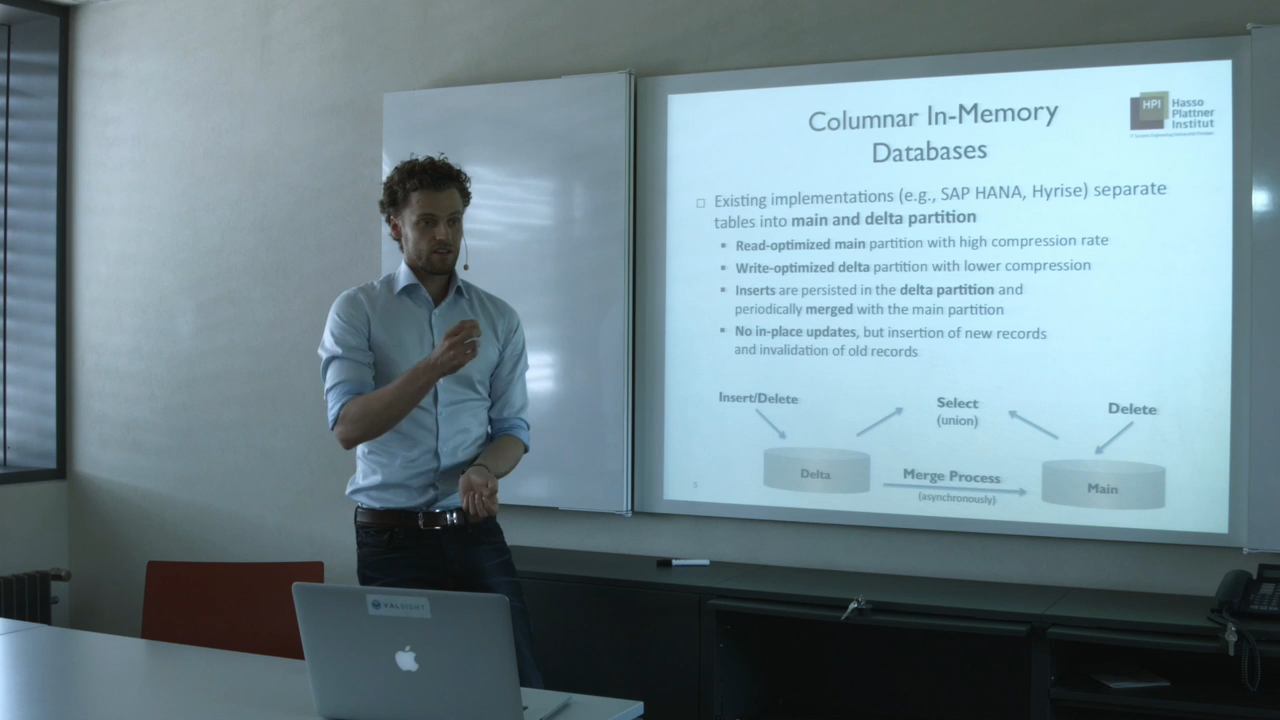 Columnar In-Memory
Databases
HPI Hasso
Plattner
Institut
Existing implementations (e.g., SAP HANA, Hyrise) separate
tables into main and delta partition
Read-optimized main partition with high compression rate
Write-optimized delta partition with lower compression
Inserts are persisted in the delta partition and
periodically merged with the main partition
No in-place updates, but insertion of new records
and invalidation of old records
Insert/Delete
Select
(union)
Delete
Delta
Merge Process
(asynchronously)
Main
5
VALSIGHT